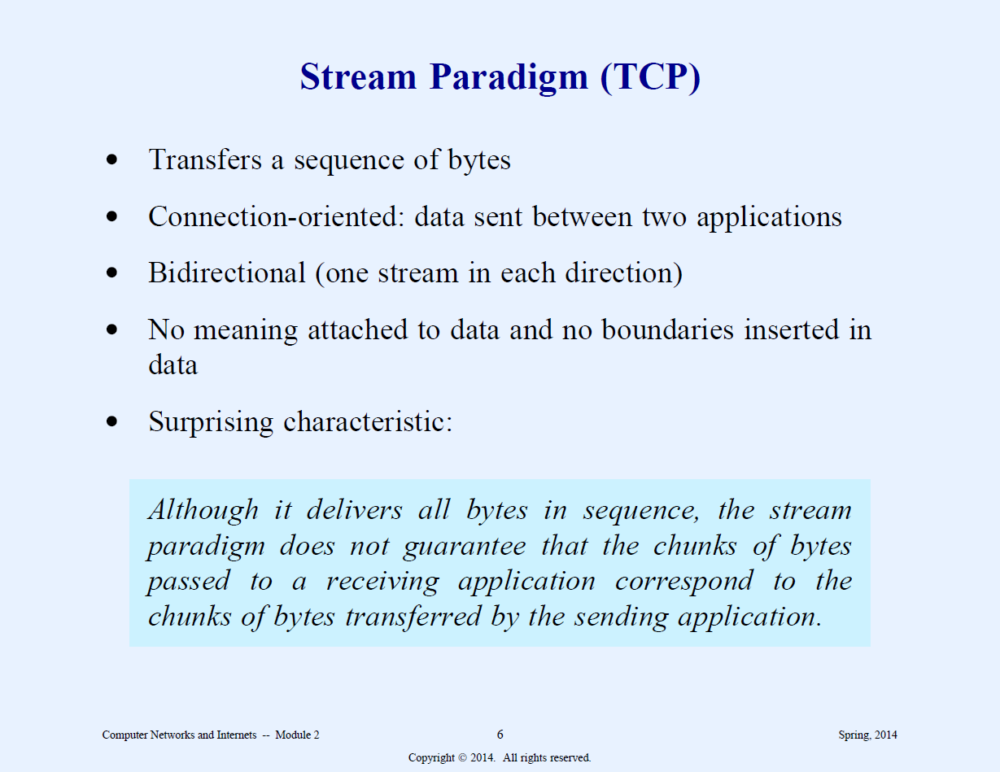 Stream Paradigm (TCP)
• Transfers a sequence of bytes
• Connection-oriented: data sent between two applications
• Bidirectional (one stream in each direction)
• No meaning attached to data and no boundaries inserted in
data
• Surprising characteristic:
Although it delivers all bytes in sequence, the stream
paradigm does not guarantee that the chunks of bytes
passed to a receiving application correspond to the
chunks of bytes transferred by the sending application.
Computer Networks and Internets -- Module 2 6 Spring, 2014
Copyright © 2014. All rights reserved.